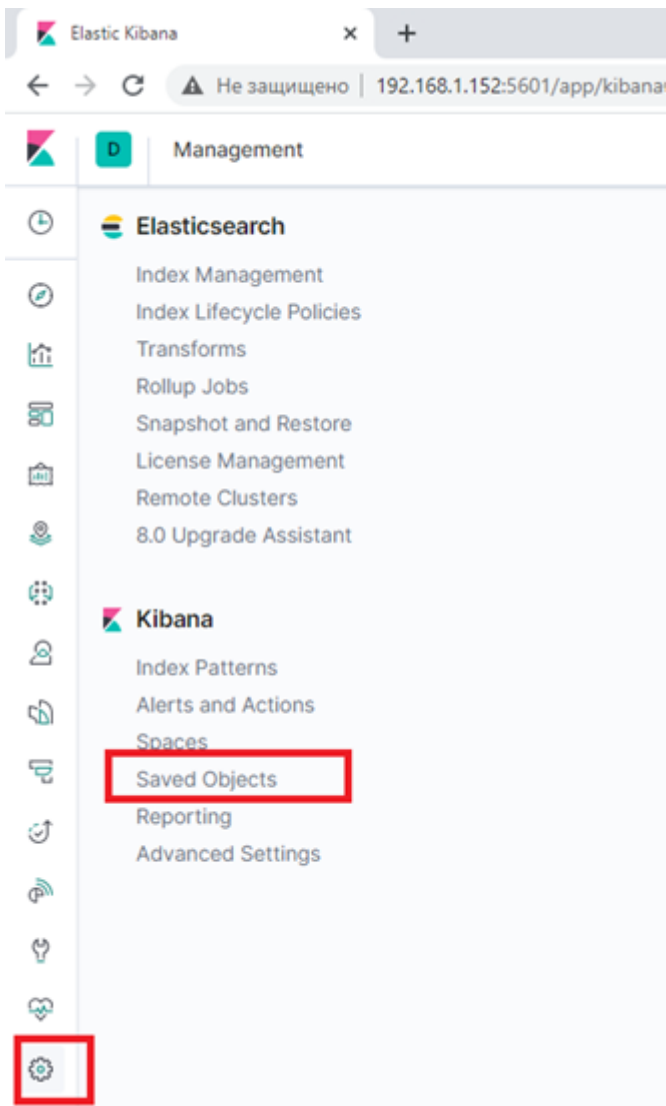 Elastic Kibana
Не защищено | 192.168.1.152:5601/app/kibana
D Management
Elasticsearch
Index Management
Index Lifecycle Policies
Transforms
Rollup Jobs
Snapshot and Restore
License Management
Remote Clusters
8.0 Upgrade Assistant
Kibana
Index Patterns
Alerts and Actions
Spaces
Saved Objects
Reporting
Advanced Settings